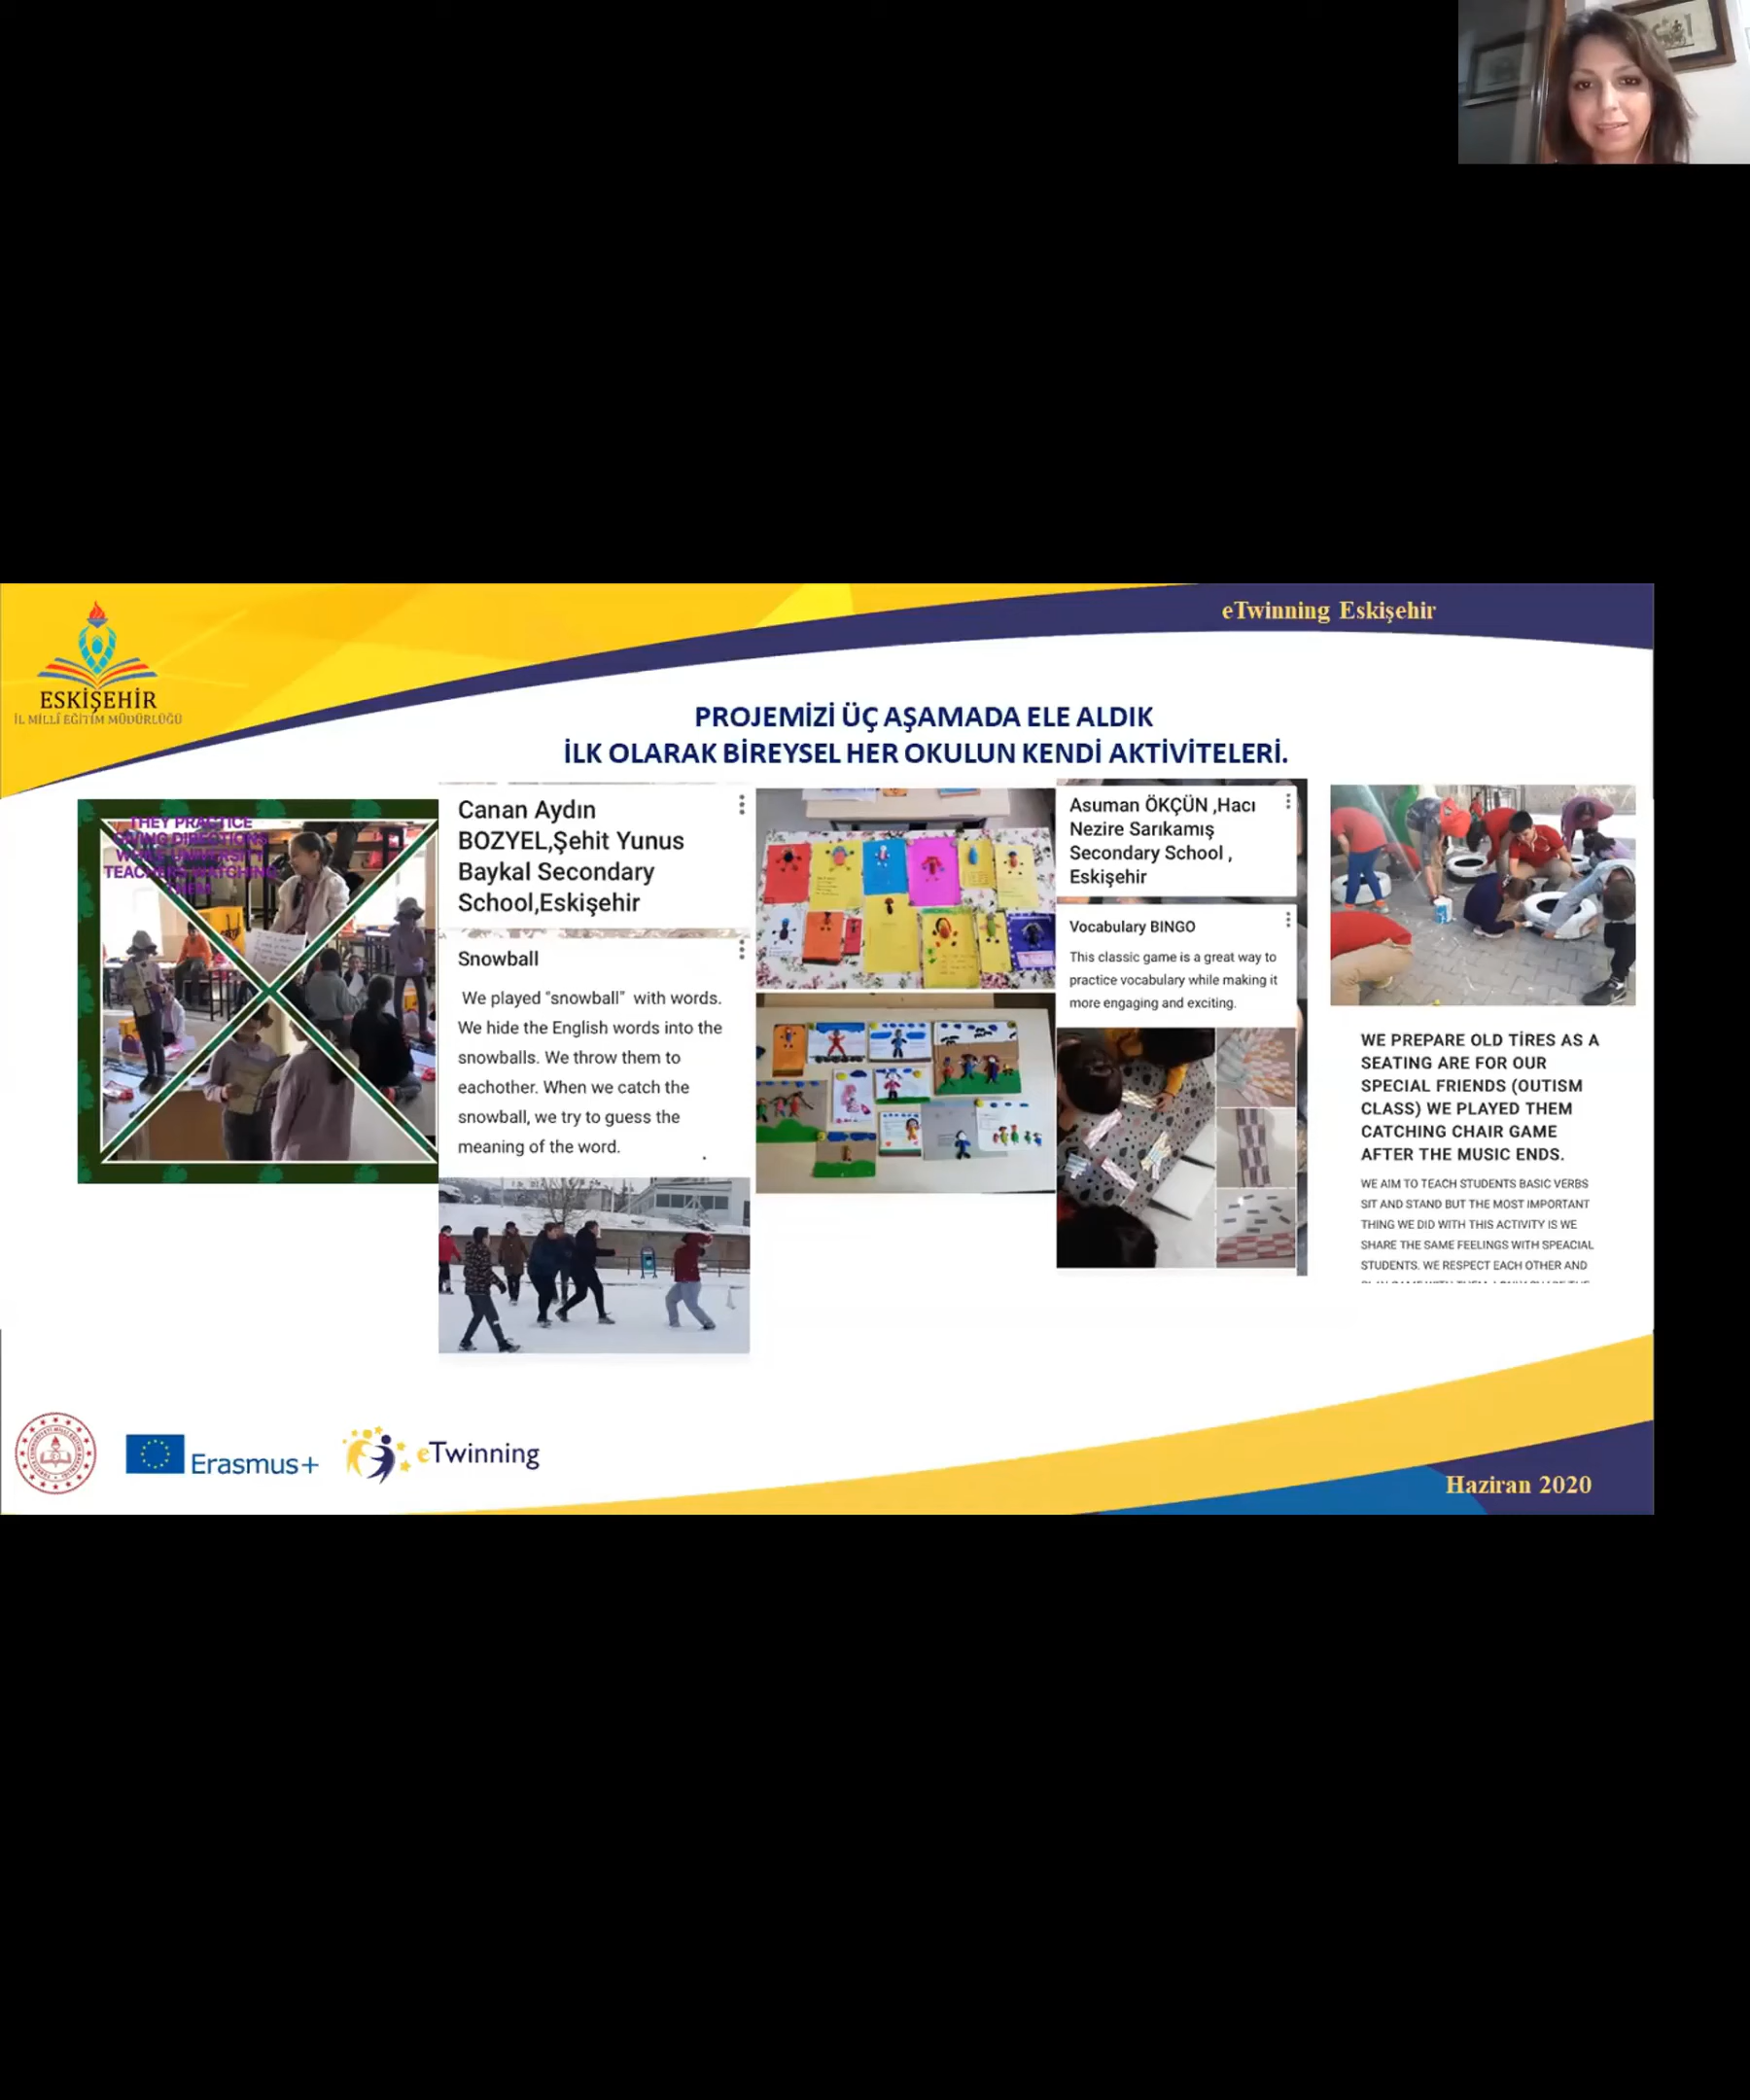 eTwinning Eskişehir
ESKİŞEHİR
İL MİLLÎ EĞİTİM MÜDÜRLÜĞÜ
PROJEMİZİ ÜÇ AŞAMADA ELE ALDIK
İLK OLARAK BİREYSEL HER OKULUN KENDİ AKTİVİTELERİ.
THEY PRACTICE
GIVING DIRECTIONS
TEACHERS WATCHING
THEM
Canan Aydın
BOZYEL,Şehit Yunus
Baykal Secondary
School,Eskişehir
Snowball
We played "snowball" with words.
We hide the English words into the
snowballs. We throw them to
eachother. When we catch the
snowball, we try to guess the
meaning of the word.
Asuman ÖKÇÜN ,Hacı
Nezire Sarıkamış
Secondary School ,
Eskişehir
Vocabulary BINGO
This classic game is a great way to
practice vocabulary while making it
more engaging and exciting.
WE PREPARE OLD TİRES AS A
SEATING ARE FOR OUR
SPECIAL FRIENDS (OUTISM
CLASS) WE PLAYED THEM
CATCHING CHAIR GAME
AFTER THE MUSIC ENDS.
WE AIM TO TEACH STUDENTS BASIC VERBS
SIT AND STAND BUT THE MOST IMPORTANT
THING WE DID WITH THIS ACTIVITY IS WE
SHARE THE SAME FEELINGS WITH SPEACIAL
STUDENTS. WE RESPECT EACH OTHER AND
Erasmus+
eTwinning
Haziran 2020